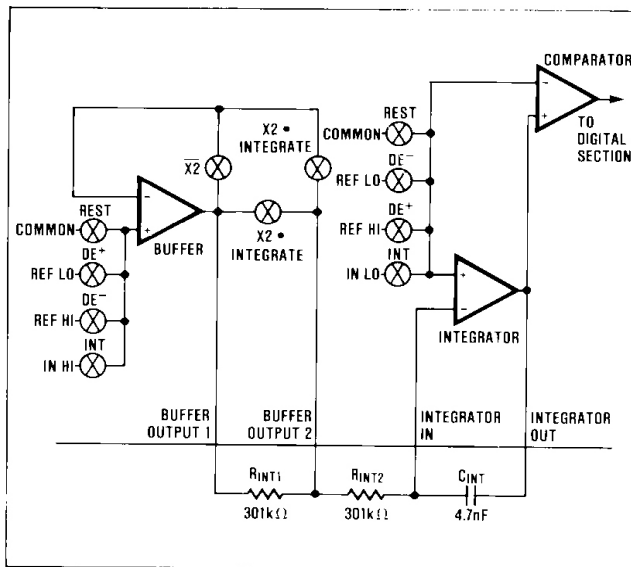 COMPARATOR
TO
DIGITAL
SECTION
X2 •
INTEGRATE
X̅2̅
X2 •
INTEGRATE
BUFFER
REST
COMMON
DE+
REF LO
DE−
REF HI
INT
IN HI
REST
COMMON
DE−
REF LO
DE+
REF HI
INT
IN LO
INTEGRATOR
BUFFER
OUTPUT 1
BUFFER
OUTPUT 2
INTEGRATOR
IN
INTEGRATOR
OUT
RINT1
301kΩ
RINT2
301kΩ
CINT
4.7nF
− + − + + −